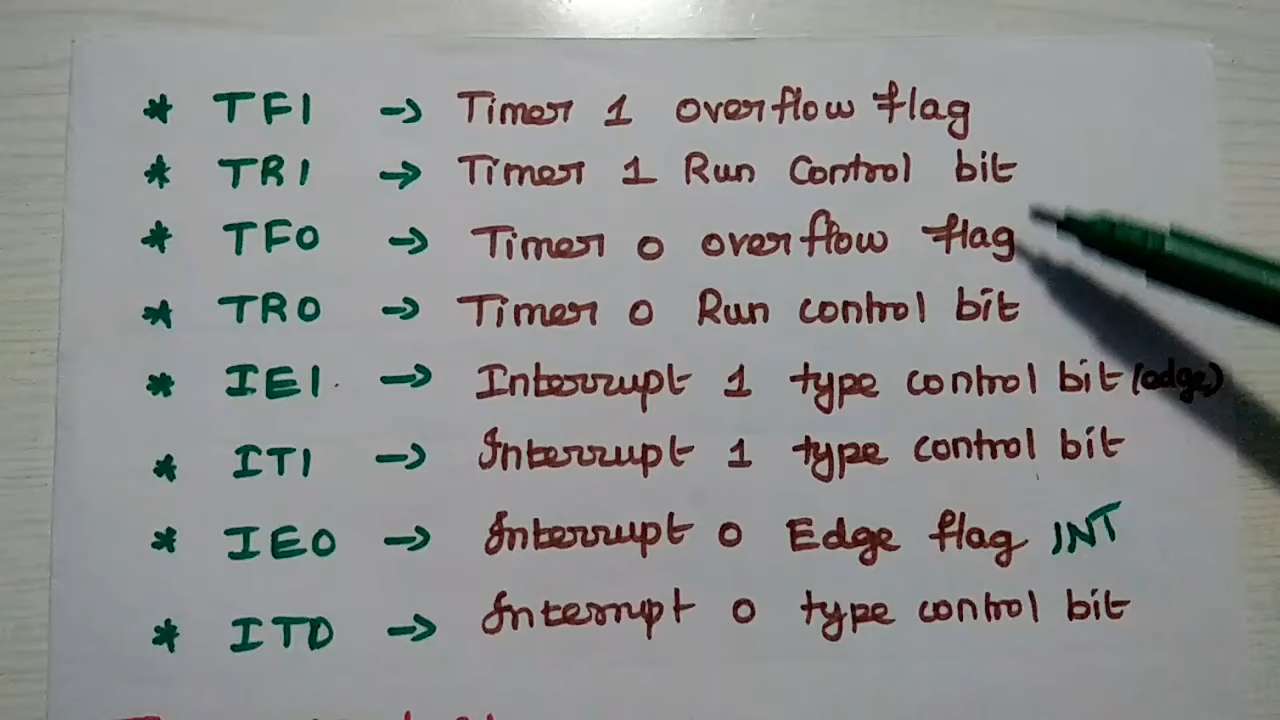 * TF1 → Timer 1 overflow flag
* TR1 → Timer 1 Run Control bit
* TF0 → Timer 0 overflow flag
* TR0 → Timer 0 Run control bit
* IE1 → Interrupt 1 type control bit (edge)
* IT1 → Interrupt 1 type control bit
* IE0 → Interrupt 0 Edge flag INT
* IT0 → Interrupt 0 type control bit